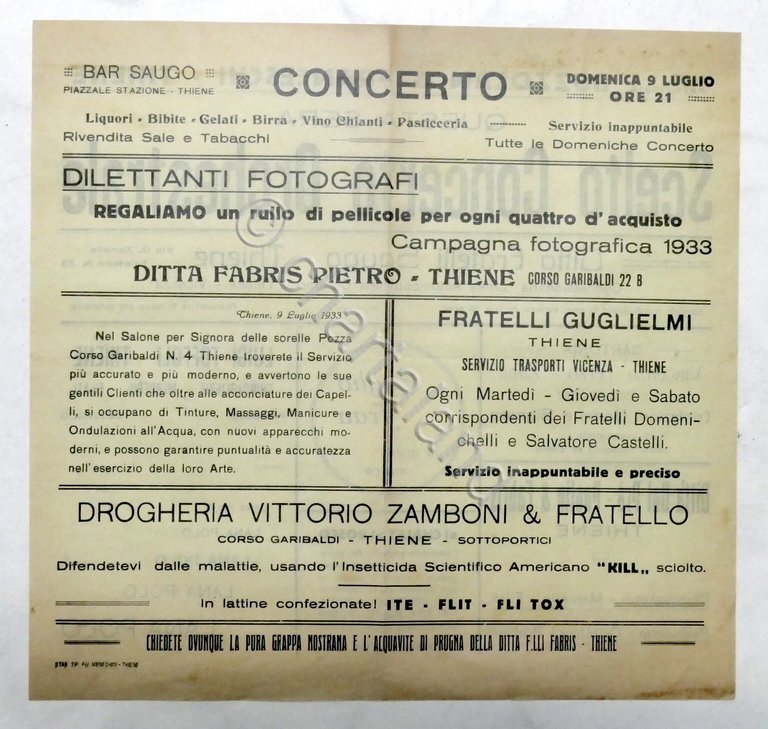 BAR SAUGO
PIAZZALE STAZIONE - THIENE
CONCERTO
DOMENICA 9 LUGLIO
ORE 21
Liquori - Bibite - Gelati - Birra - Vino Chianti - Pasticceria
Rivendita Sale e Tabacchi
Servizio inappuntabile
Tutte le Domeniche Concerto
DILETTANTI FOTOGRAFI
REGALIAMO un rullo di pellicole per ogni quattro d'acquisto
Campagna fotografica 1933
DITTA FABRIS PIETRO - THIENE CORSO GARIBALDI 22 B
Thiene, 9 Luglio 1933
Nel Salone per Signora delle sorelle Pozza
Corso Garibaldi N. 4 Thiene troverete il Servizio
più accurato e più moderno, e avvertono le sue
gentili Clienti che oltre alle acconciature dei Capel-
li, si occupano di Tinture, Massaggi, Manicure e
Ondulazioni all'Acqua, con nuovi apparecchi mo-
derni, e possono garantire puntualità e accuratezza
nell'esercizio della loro Arte.
FRATELLI GUGLIELMI
THIENE
SERVIZIO TRASPORTI VICENZA - THIENE
Ogni Martedì - Giovedì e Sabato
corrispondenti dei Fratelli Domeni-
chelli e Salvatore Castelli.
Servizio inappuntabile e preciso
DROGHERIA VITTORIO ZAMBONI & FRATELLO
CORSO GARIBALDI - THIENE - SOTTOPORTICI
Difendetevi dalle malattie, usando l'Insetticida Scientifico Americano "KILL„ sciolto.
In lattine confezionate! ITE - FLIT - FLI TOX
CHIEDETE OVUNQUE LA PURA GRAPPA NOSTRANA E L'ACQUAVITE DI PRUGNA DELLA DITTA F.LLI FABRIS - THIENE
STAB TIP. F.lli MENEGHINI - THIENE
© chartaland